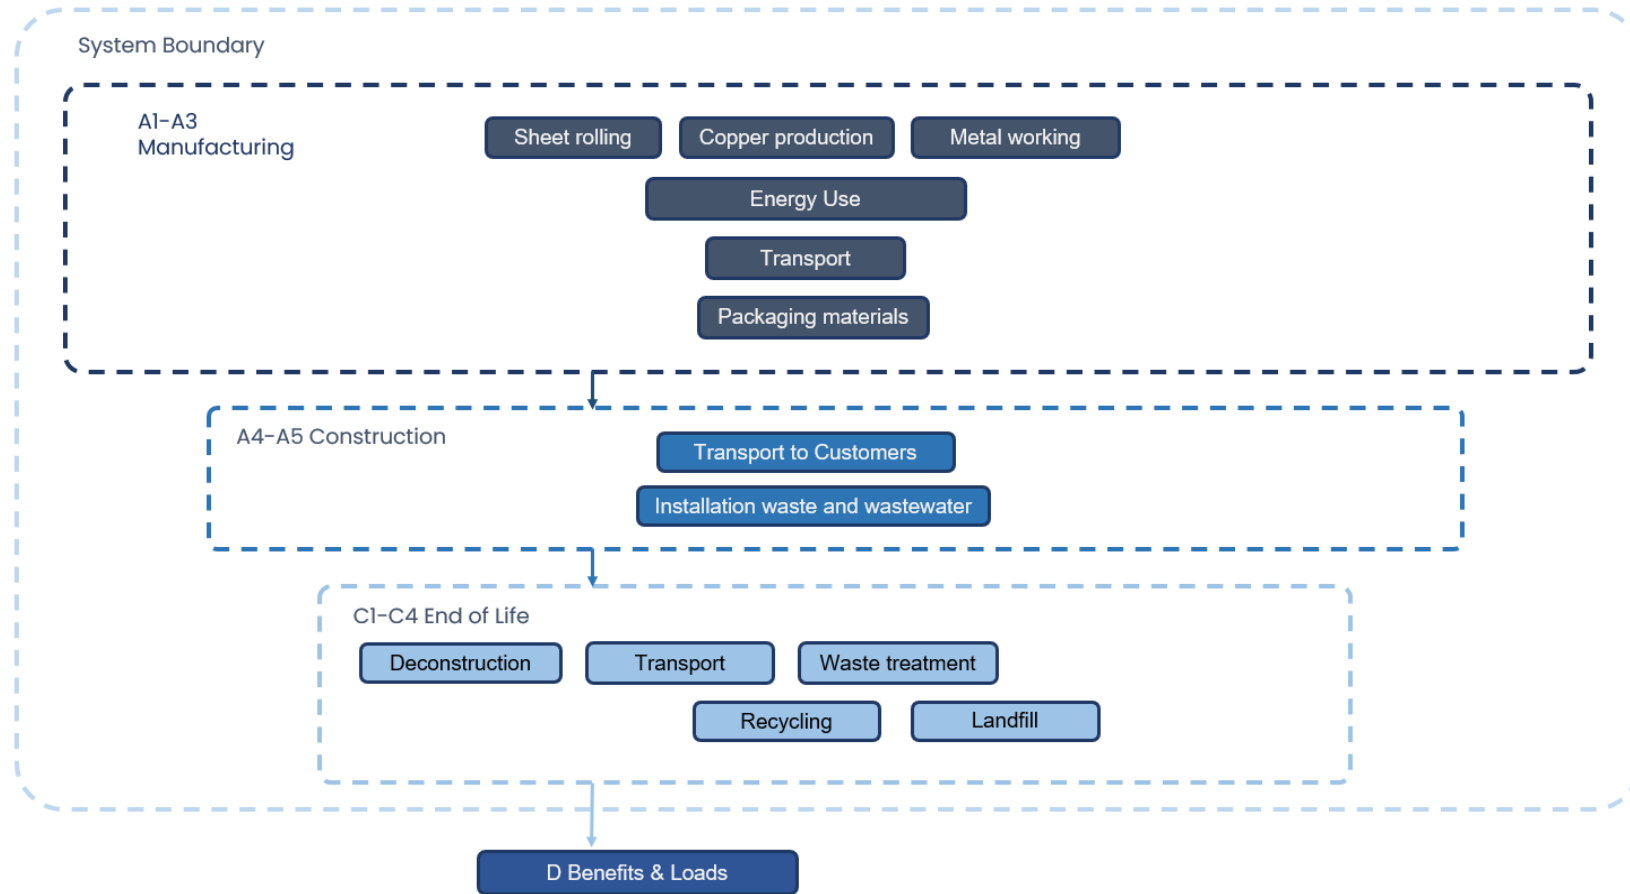 System Boundary
A1-A3
Manufacturing
Sheet rolling
Copper production
Metal working
Energy Use
Transport
Packaging materials
A4-A5 Construction
Transport to Customers
Installation waste and wastewater
C1-C4 End of Life
Deconstruction
Transport
Waste treatment
Recycling
Landfill
D Benefits & Loads